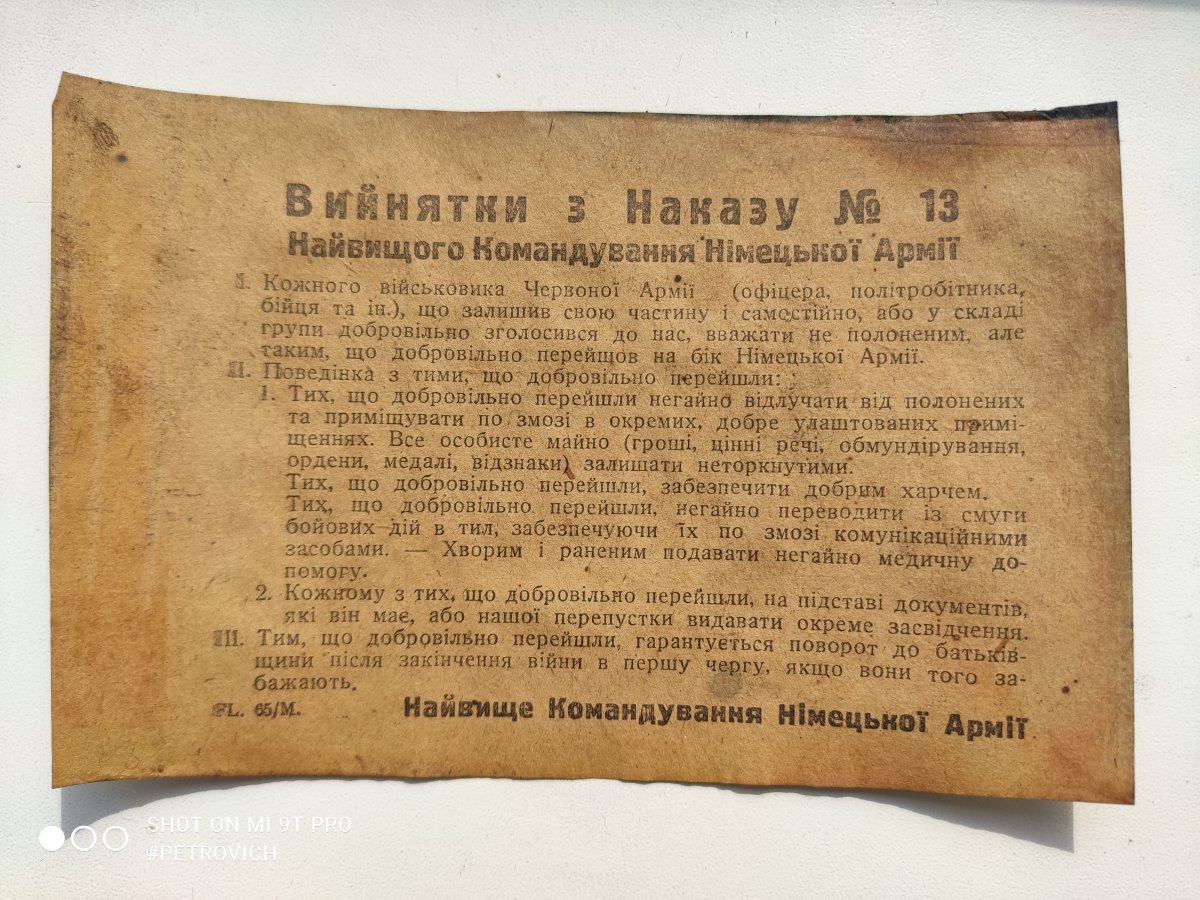 Вийнятки з Наказу № 13
Найвищого Командування Німецької Армії
I. Кожного військовика Червоної Армії (офіцера, політробітника,
бійця та ін.), що залишив свою частину і самостійно, або у складі
групи добровільно зголосився до нас, вважати не полоненим, але
таким, що добровільно перейщов на бік Німецької Армії.
II. Поведінка з тими, що добровільно перейшли:
1. Тих, що добровільно перейшли негайно відлучати від полонених
та приміщувати по змозі в окремих, добре улаштованих примі-
щеннях. Все особисте майно (гроші, цінні речі, обмундірування,
ордени, медалі, відзнаки) залишати неторкнутими.
Тих, що добровільно перейшли, забезпечити добрим харчем.
Тих, що добровільно перейшли, негайно переводити із смуги
бойових дій в тил, забезпечуючи їх по змозі комунікаційними
засобами. — Хворим і раненим подавати негайно медичну до-
помогу.
2. Кожному з тих, що добровільно перейшли, на підставі документів,
які він має, або нашої перепустки видавати окреме засвідчення.
III. Тим, що добровільно перейшли, гарантується поворот до батьків-
щини після закінчення війни в першу чергу, якщо вони того за-
бажають.
FL. 65/M. Найвище Командування Німецької Армії
SHOT ON MI 9T PRO
#PETROVICH